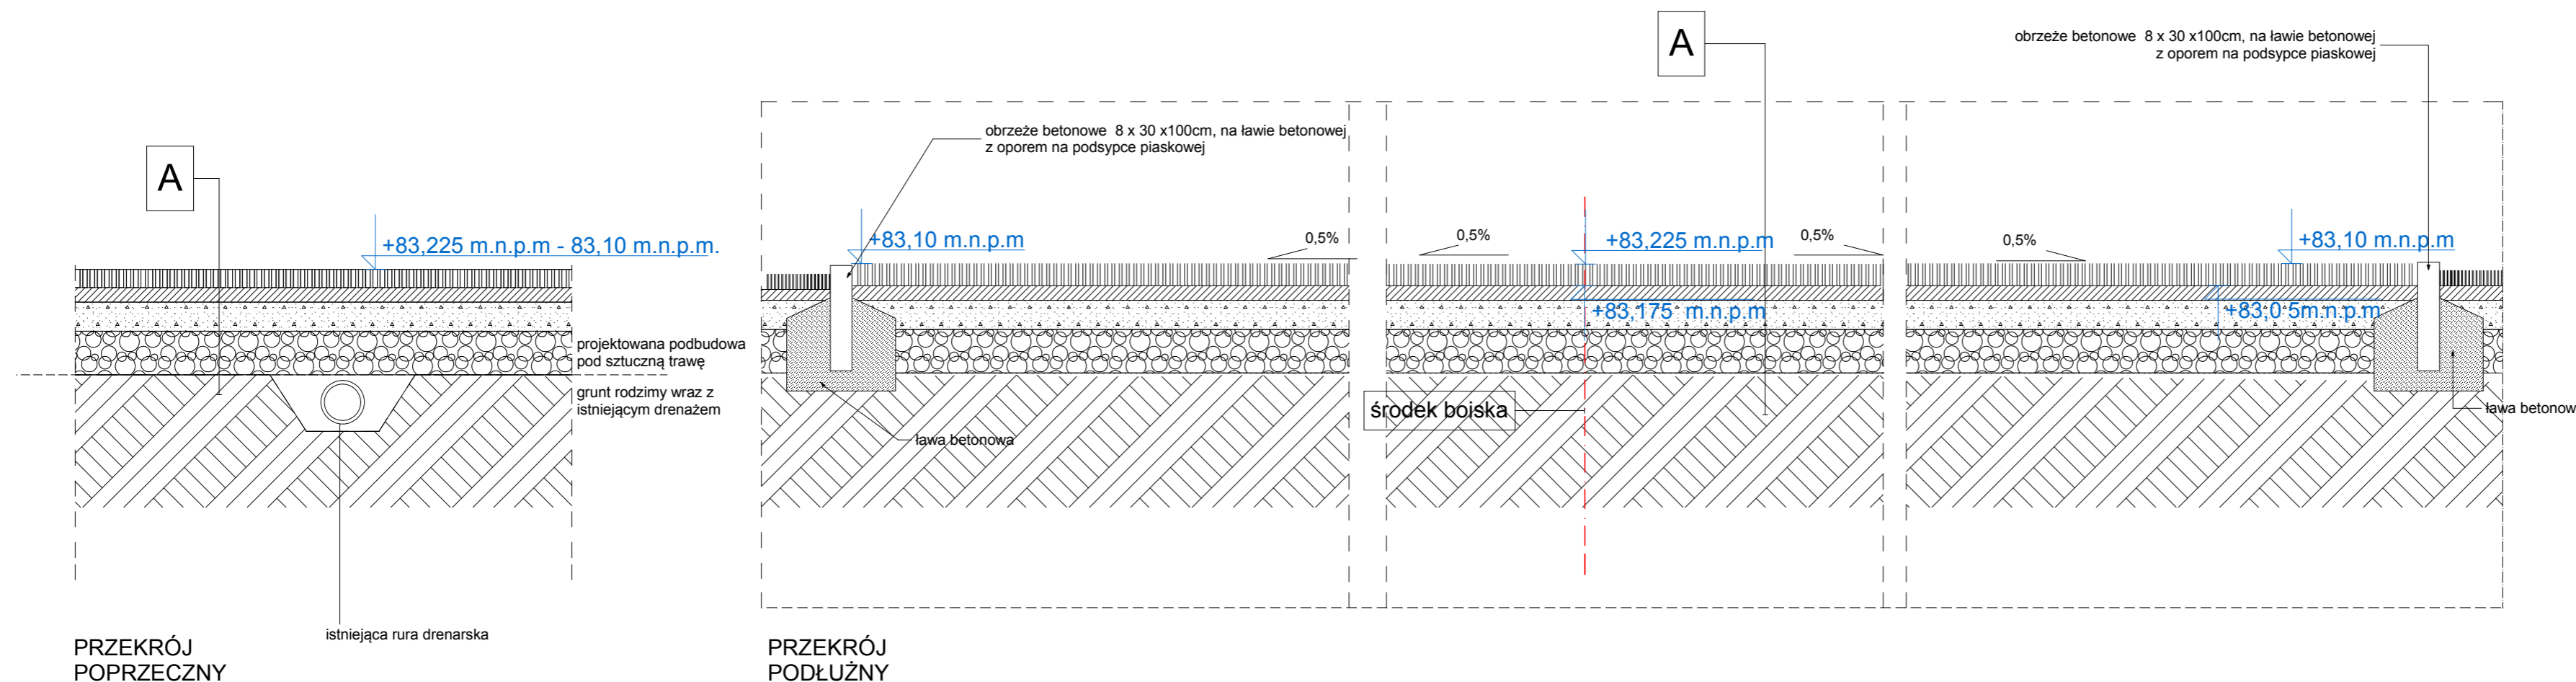 A
+83,225 m.n.p.m - 83,10 m.n.p.m.
projektowana podbudowa
pod sztuczną trawę
grunt rodzimy wraz z
istniejącym drenażem
istniejąca rura drenarska
PRZEKRÓJ
POPRZECZNY
A
obrzeże betonowe 8 x 30 x100cm, na ławie betonowej
z oporem na podsypce piaskowej
obrzeże betonowe 8 x 30 x100cm, na ławie betonowej
z oporem na podsypce piaskowej
+83,10 m.n.p.m
0,5%
0,5%
+83,225 m.n.p.m
0,5%
0,5%
+83,10 m.n.p.m
+83,175 m.n.p.m
+83,0 5m.n.p.m
środek boiska
ława betonowa
ława betonow
PRZEKRÓJ
PODŁUŻNY